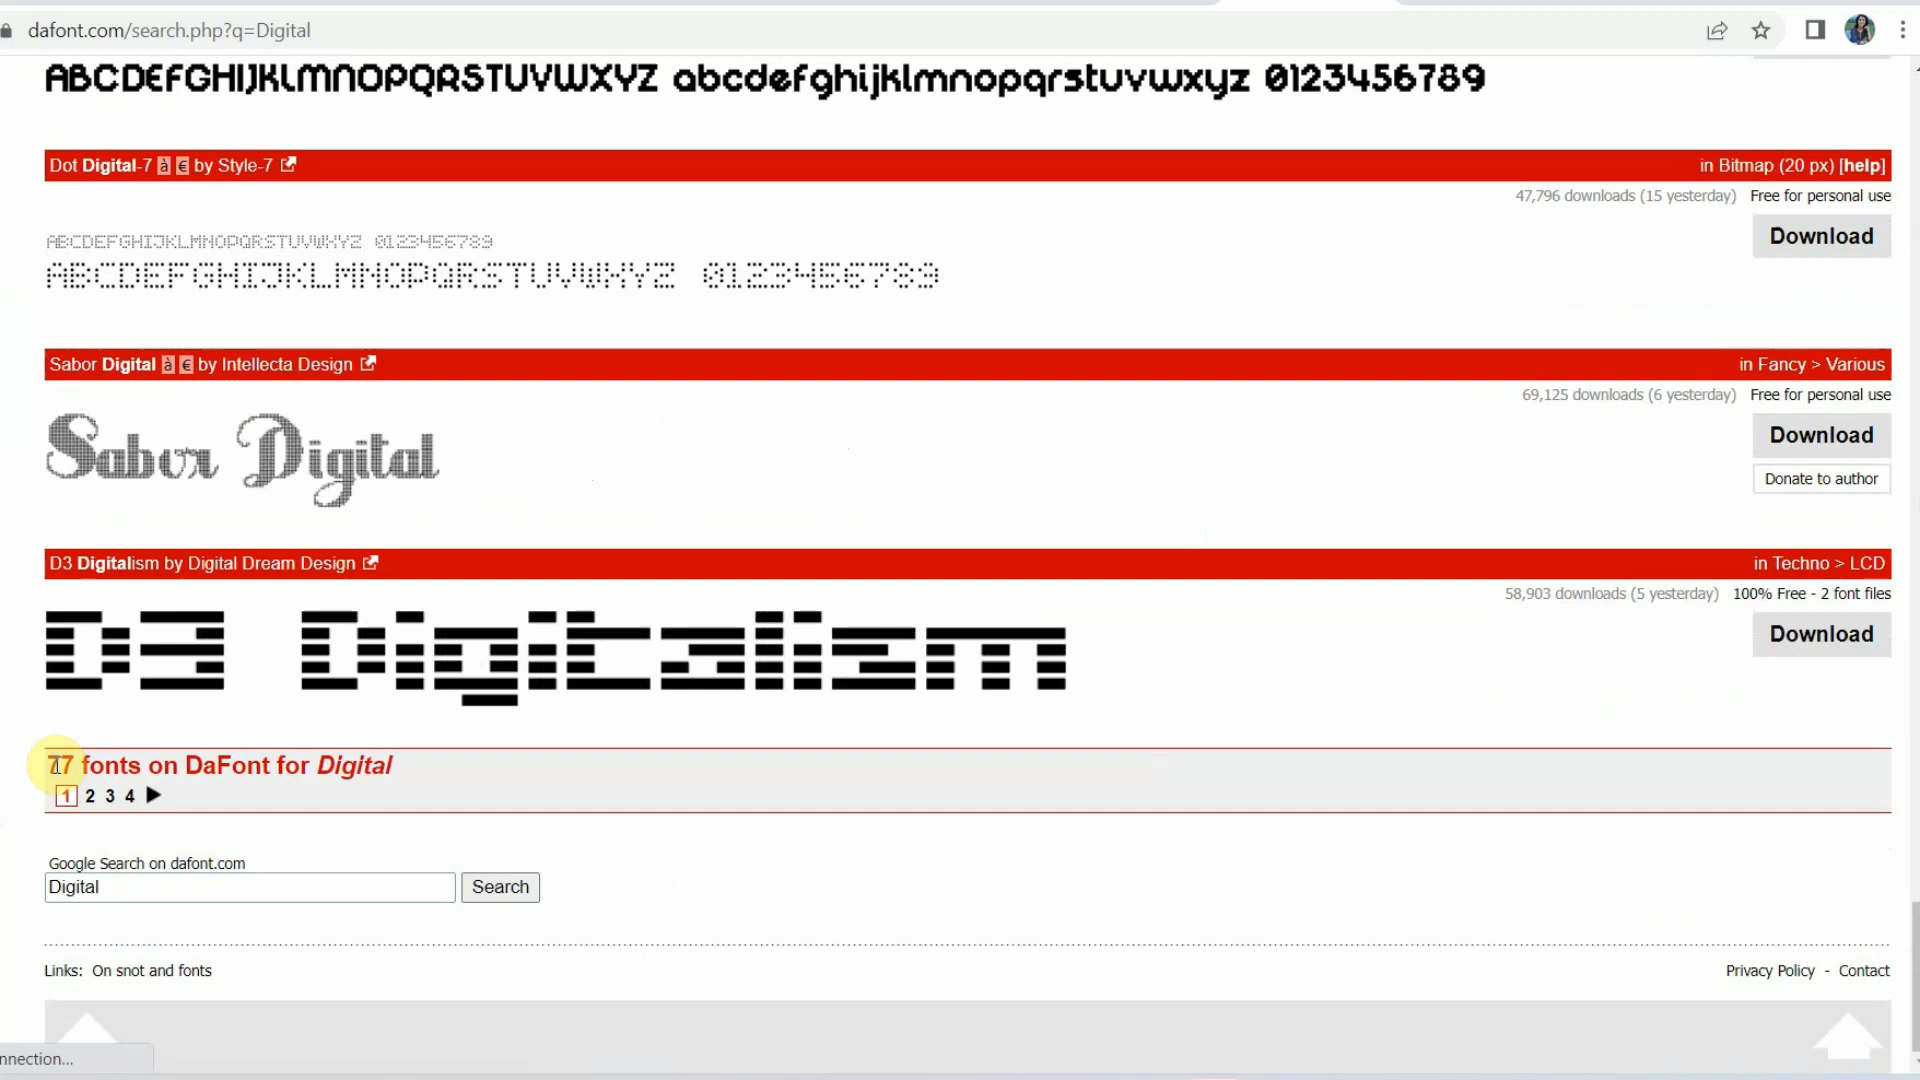 dafont.com/search.php?q=Digital
ABCDEFGHIJKLMNOPQRSTUVWXYZ abcdefghijklmnopqrstuvwxyz 0123456789
Dot Digital-7 à € by Style-7
in Bitmap (20 px) [help]
47,796 downloads (15 yesterday) Free for personal use
Download
ABCDEFGHIJKLMNOPQRSTUVWXYZ 0123456789
ABCDEFGHIJKLMNOPQRSTUVWXYZ 0123456789
Sabor Digital à € by Intellecta Design
in Fancy > Various
69,125 downloads (6 yesterday) Free for personal use
Download
Donate to author
Sabor Digital
D3 Digitalism by Digital Dream Design
in Techno > LCD
58,903 downloads (5 yesterday) 100% Free - 2 font files
Download
D3 Digitalism
77 fonts on DaFont for Digital
1 2 3 4
Google Search on dafont.com
Digital
Search
Links: On snot and fonts
Privacy Policy - Contact
nnection...